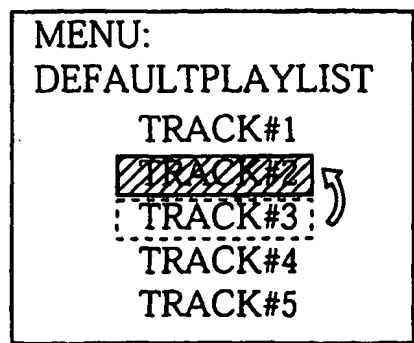 MENU:
DEFAULTPLAYLIST
TRACK#1
TRACK#2
TRACK#3
TRACK#4
TRACK#5